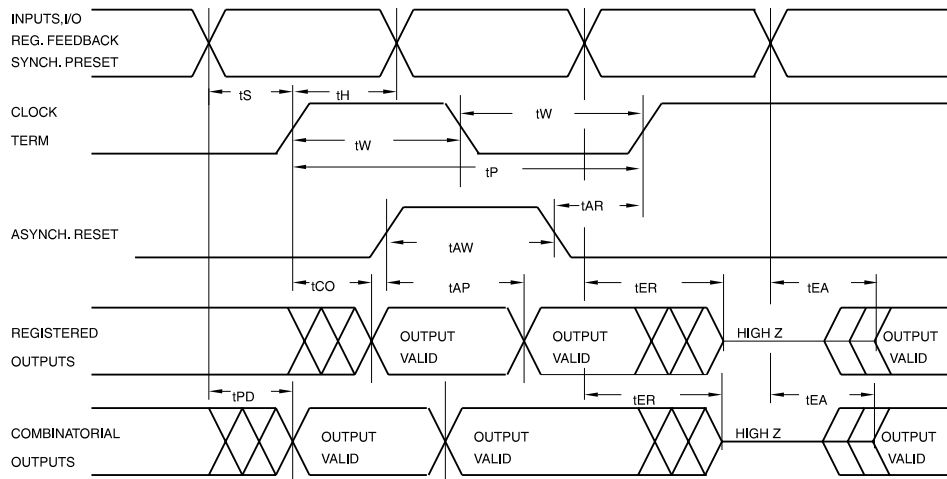 INPUTS,I/O
REG. FEEDBACK
SYNCH. PRESET
tS
tH
CLOCK
TERM
tW
tW
tP
tAR
ASYNCH. RESET
tAW
tCO
tAP
tER
tEA
REGISTERED
OUTPUTS
OUTPUT
VALID
OUTPUT
VALID
HIGH Z
OUTPUT
VALID
tPD
tER
tEA
COMBINATORIAL
OUTPUTS
OUTPUT
VALID
OUTPUT
VALID
HIGH Z
OUTPUT
VALID